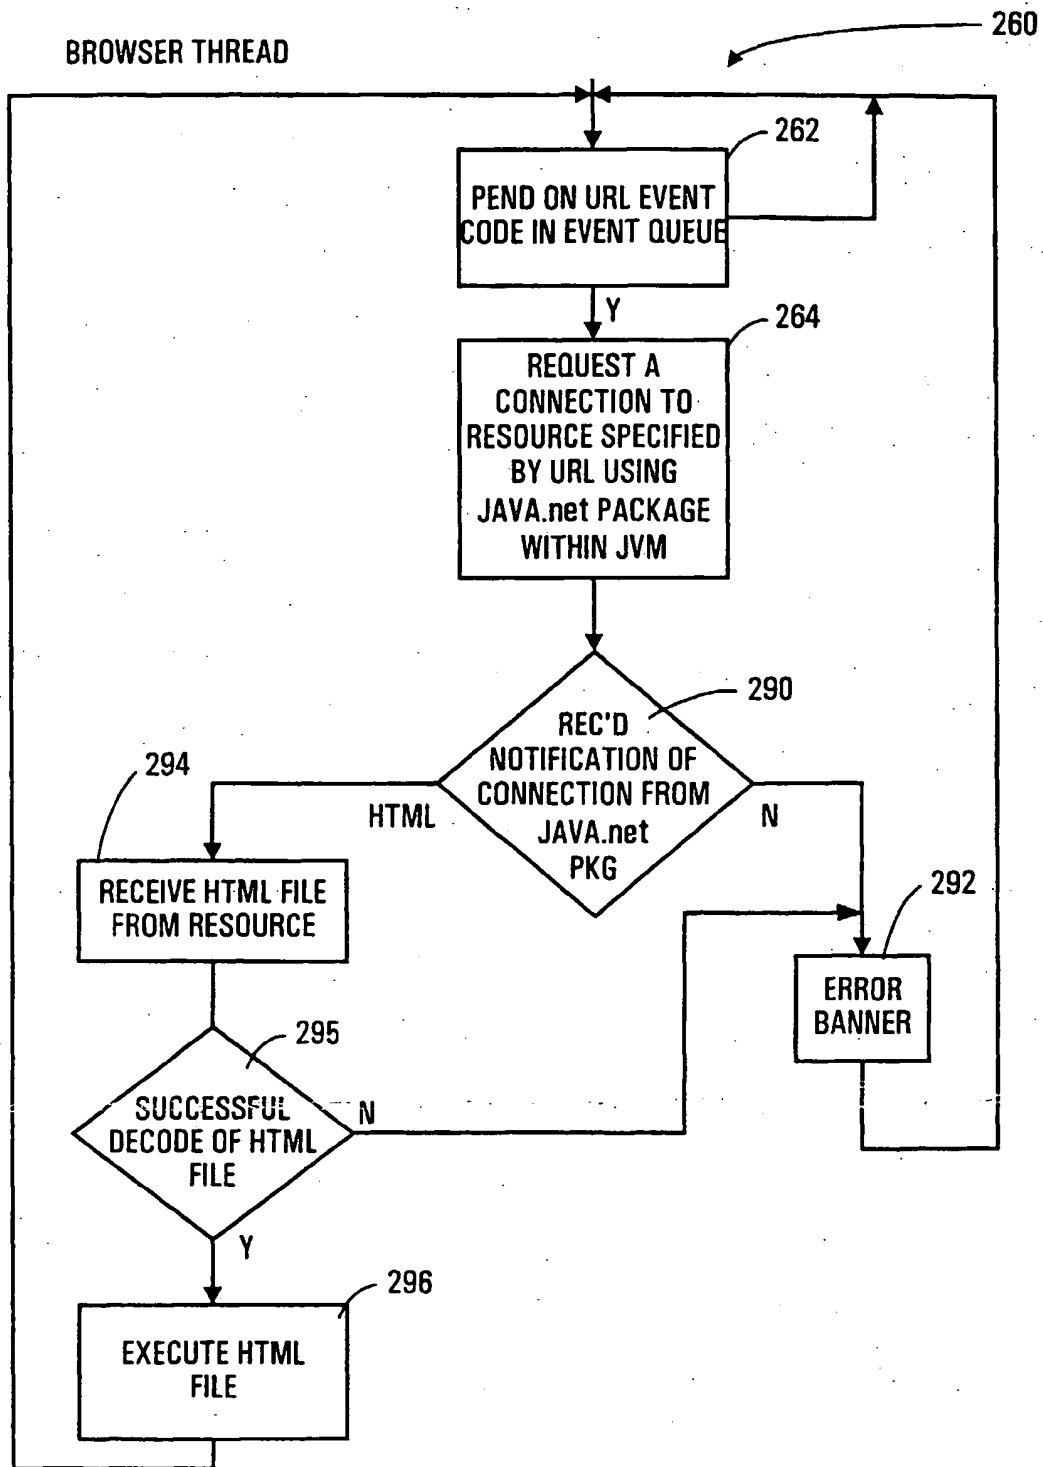 260
BROWSER THREAD
262
PEND ON URL EVENT
CODE IN EVENT QUEUE
Y
264
REQUEST A
CONNECTION TO
RESOURCE SPECIFIED
BY URL USING
JAVA.net PACKAGE
WITHIN JVM
290
REC'D
NOTIFICATION OF
CONNECTION FROM
JAVA.net
PKG
HTML
N
294
RECEIVE HTML FILE
FROM RESOURCE
292
ERROR
BANNER
295
SUCCESSFUL
DECODE OF HTML
FILE
N
Y
296
EXECUTE HTML
FILE